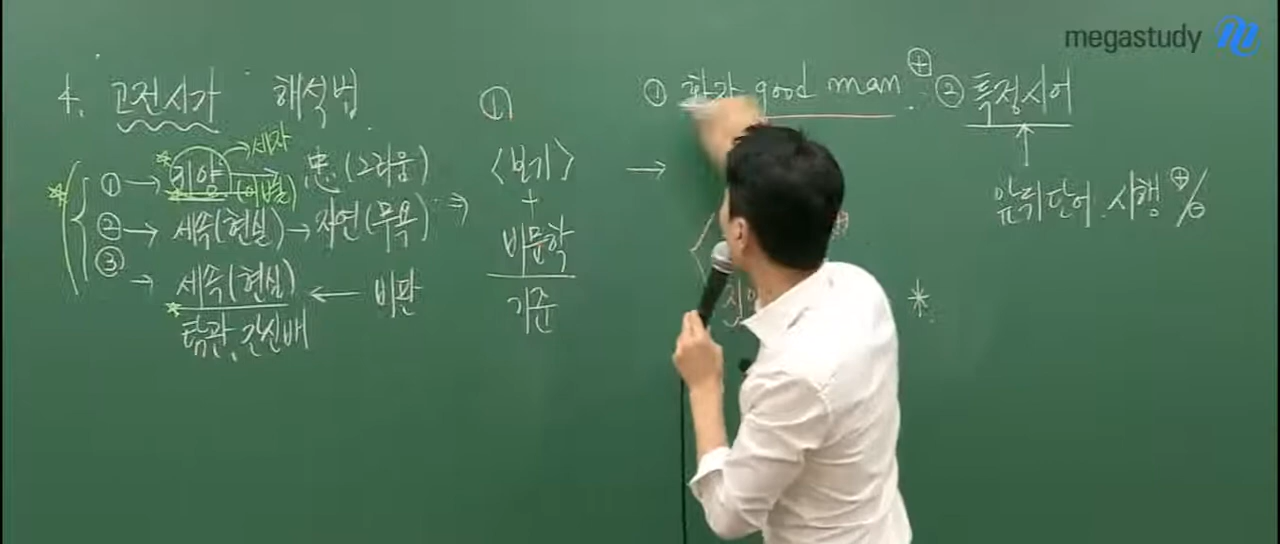 megastudy
4. 고전시가 해석법
① → 귀양 → 忠 (그리움)
세자
(이별)
② → 세속(현실) → 자연(무욕)
③ → 세속(현실) ← 비판
탐관, 간신배
①
<보기>
+
비문학
기준
→ ① 화자 good man ⊕ ② 특정시어
앞뒤 단어, 시행 ⊕/⊖